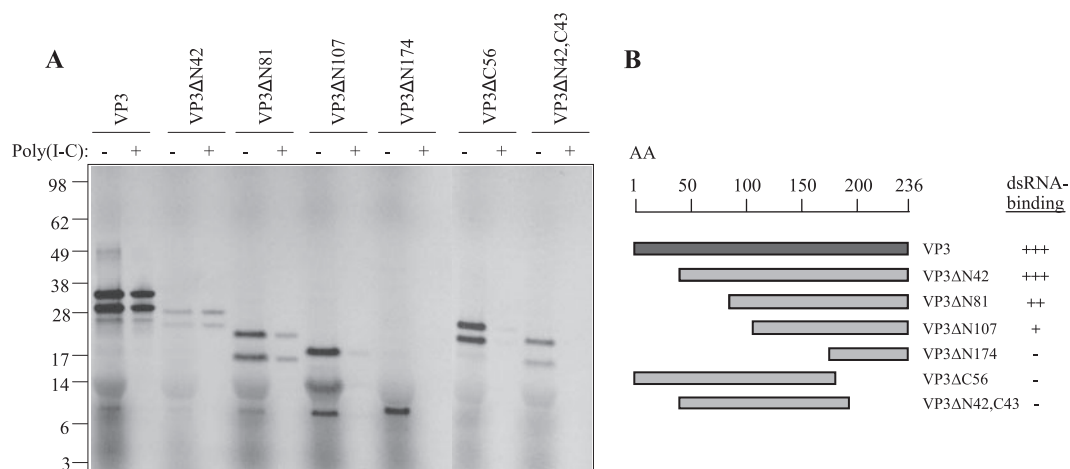 A
VP3
VP3ΔN42
VP3ΔN81
VP3ΔN107
VP3ΔN174
VP3ΔC56
VP3ΔN42,C43
Poly(I-C): - + - + - + - + - + - + - +
98
62
49
38
28
17
14
6
3
B
AA
1 50 100 150 200 236
dsRNA-
binding
VP3 +++
VP3ΔN42 +++
VP3ΔN81 ++
VP3ΔN107 +
VP3ΔN174 -
VP3ΔC56 -
VP3ΔN42,C43 -